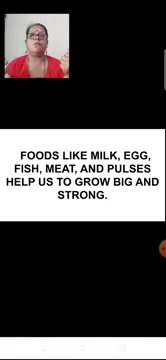 FOODS LIKE MILK, EGG,
FISH, MEAT, AND PULSES
HELP US TO GROW BIG AND
STRONG.